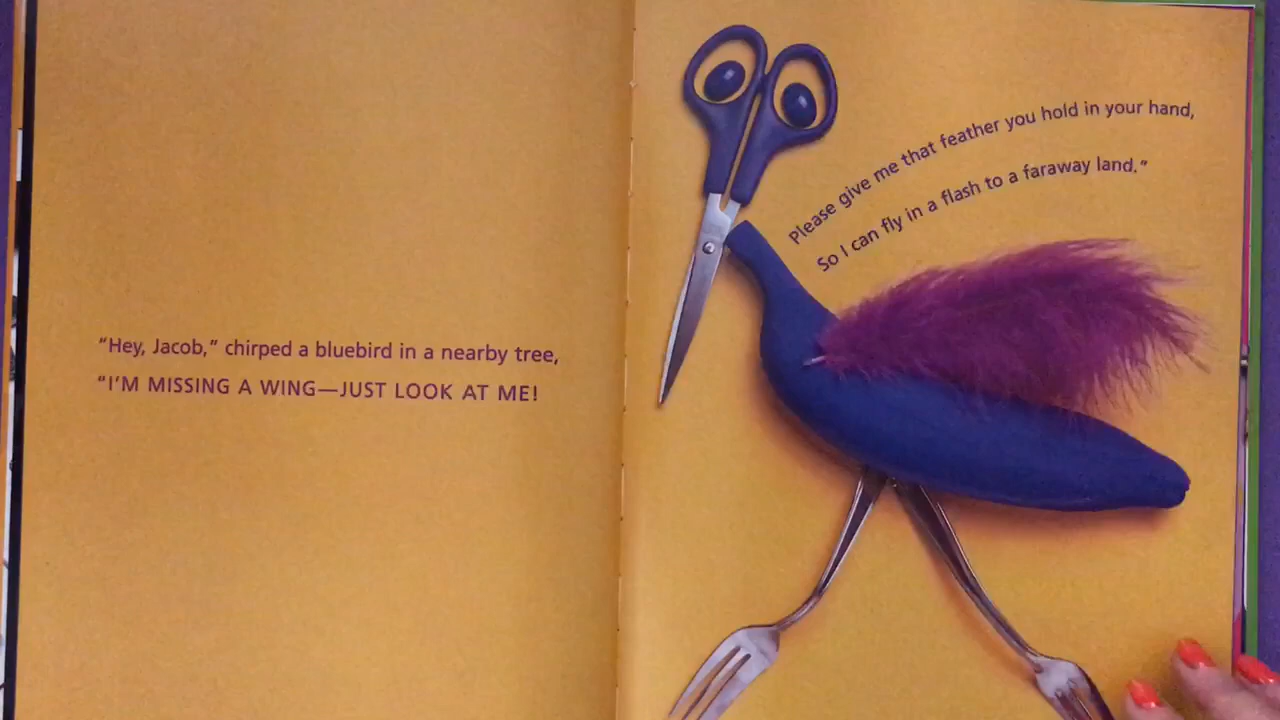 “Hey, Jacob,” chirped a bluebird in a nearby tree,
“I’M MISSING A WING—JUST LOOK AT ME!
Please give me that feather you hold in your hand,
So I can fly in a flash to a faraway land.”